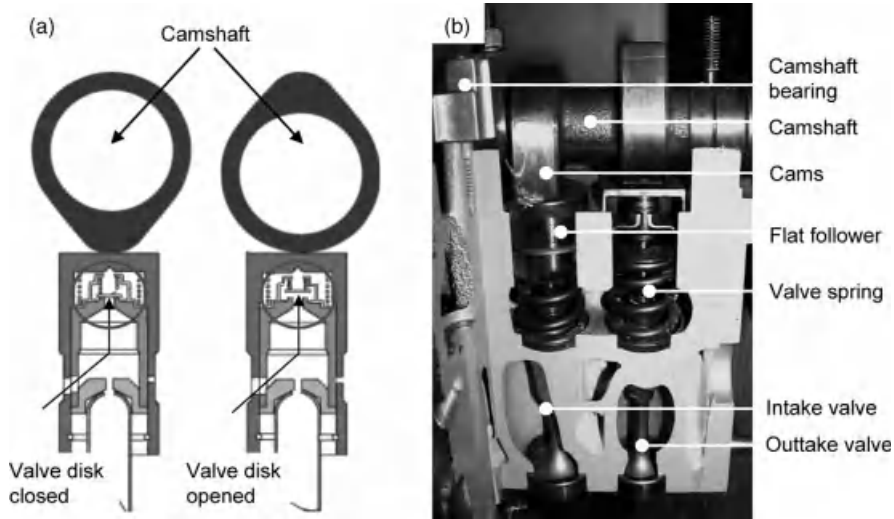 (a)
Camshaft
Valve disk
closed
Valve disk
opened
(b)
Camshaft
bearing
Camshaft
Cams
Flat follower
Valve spring
Intake valve
Outtake valve